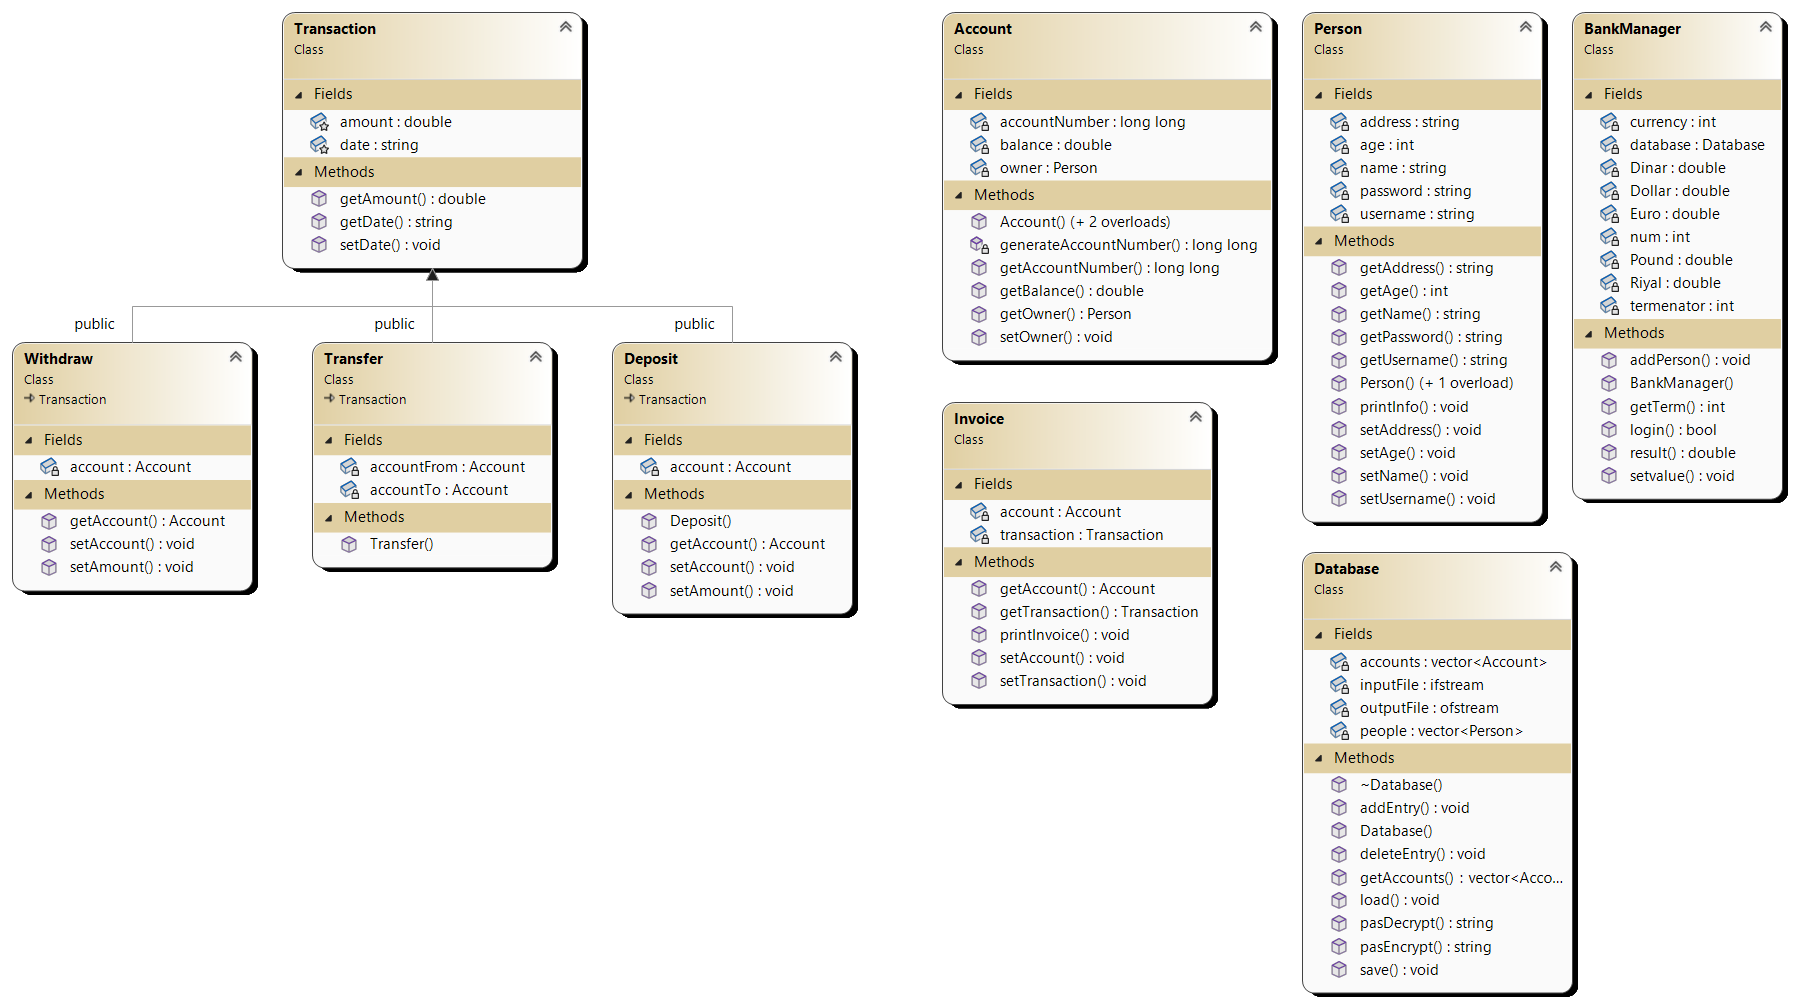 Transaction
Class
Fields
amount : double
date : string
Methods
getAmount() : double
getDate() : string
setDate() : void
public
public
public
Withdraw
Class
Transaction
Fields
account : Account
Methods
getAccount() : Account
setAccount() : void
setAmount() : void
Transfer
Class
Transaction
Fields
accountFrom : Account
accountTo : Account
Methods
Transfer()
Deposit
Class
Transaction
Fields
account : Account
Methods
Deposit()
getAccount() : Account
setAccount() : void
setAmount() : void
Account
Class
Fields
accountNumber : long long
balance : double
owner : Person
Methods
Account() (+ 2 overloads)
generateAccountNumber() : long long
getAccountNumber() : long long
getBalance() : double
getOwner() : Person
setOwner() : void
Invoice
Class
Fields
account : Account
transaction : Transaction
Methods
getAccount() : Account
getTransaction() : Transaction
printInvoice() : void
setAccount() : void
setTransaction() : void
Person
Class
Fields
address : string
age : int
name : string
password : string
username : string
Methods
getAddress() : string
getAge() : int
getName() : string
getPassword() : string
getUsername() : string
Person() (+ 1 overload)
printInfo() : void
setAddress() : void
setAge() : void
setName() : void
setUsername() : void
BankManager
Class
Fields
currency : int
database : Database
Dinar : double
Dollar : double
Euro : double
num : int
Pound : double
Riyal : double
termenator : int
Methods
addPerson() : void
BankManager()
getTerm() : int
login() : bool
result() : double
setvalue() : void
Database
Class
Fields
accounts : vector<Account>
inputFile : ifstream
outputFile : ofstream
people : vector<Person>
Methods
~Database()
addEntry() : void
Database()
deleteEntry() : void
getAccounts() : vector<Acco...
load() : void
pasDecrypt() : string
pasEncrypt() : string
save() : void